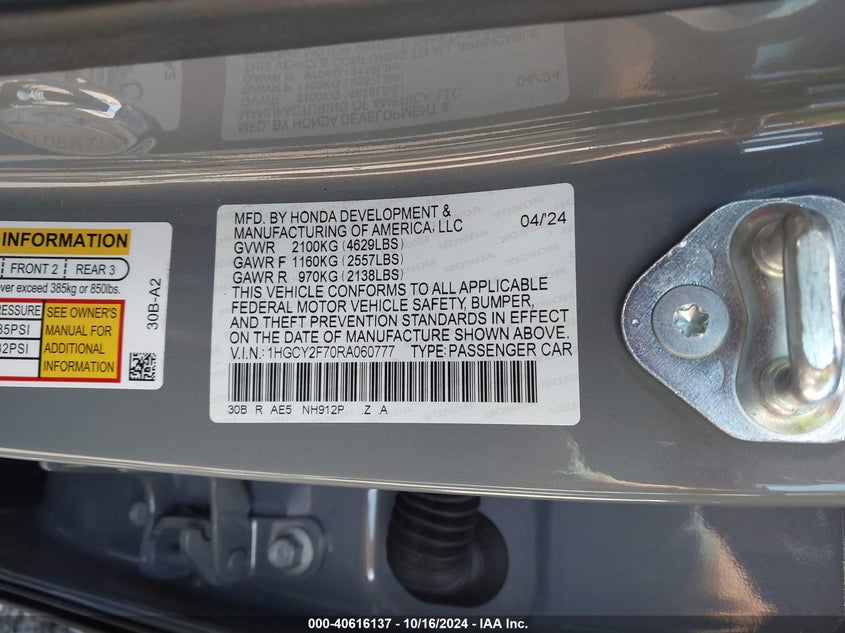 MFD. BY HONDA DEVELOPMENT &
MANUFACTURING OF AMERICA, LLC 04/24
GVWR 2100KG (4629LBS)
GAWR F 1160KG (2557LBS)
GAWR R 970KG (2138LBS)
THIS VEHICLE CONFORMS TO ALL APPLICABLE
FEDERAL MOTOR VEHICLE SAFETY, BUMPER,
AND THEFT PREVENTION STANDARDS IN EFFECT
ON THE DATE OF MANUFACTURE SHOWN ABOVE.
V.I.N.: 1HGCY2F70RA060777 TYPE: PASSENGER CAR
30B R AE5 NH912P .Z .A
INFORMATION
FRONT 2 REAR 3
exceed 385kg or 850lbs.
SEE OWNER'S
MANUAL FOR
ADDITIONAL
INFORMATION
30B-A2
000-40616137 - 10/16/2024 - IAA Inc.